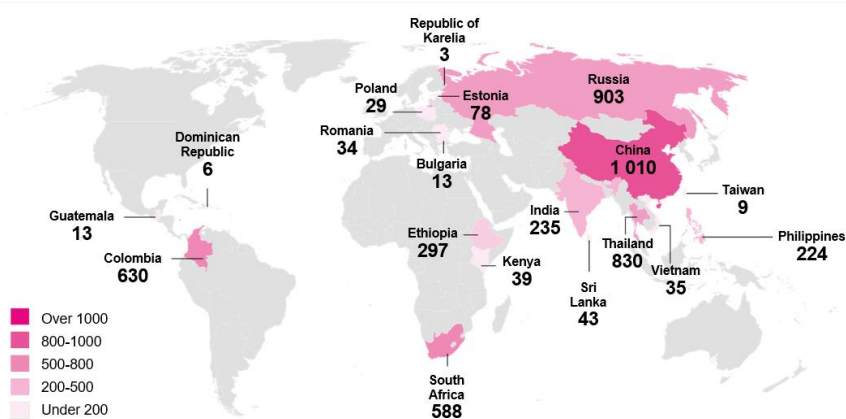 Republic of
Karelia
3
Russia
903
Poland
29
Estonia
78
Romania
34
Bulgaria
13
Dominican
Republic
6
China
1 010
Taiwan
9
Guatemala
13
Colombia
630
Ethiopia
297
Kenya
39
India
235
Thailand
830
Vietnam
35
Philippines
224
Sri
Lanka
43
South
Africa
588
Over 1000
800-1000
500-800
200-500
Under 200